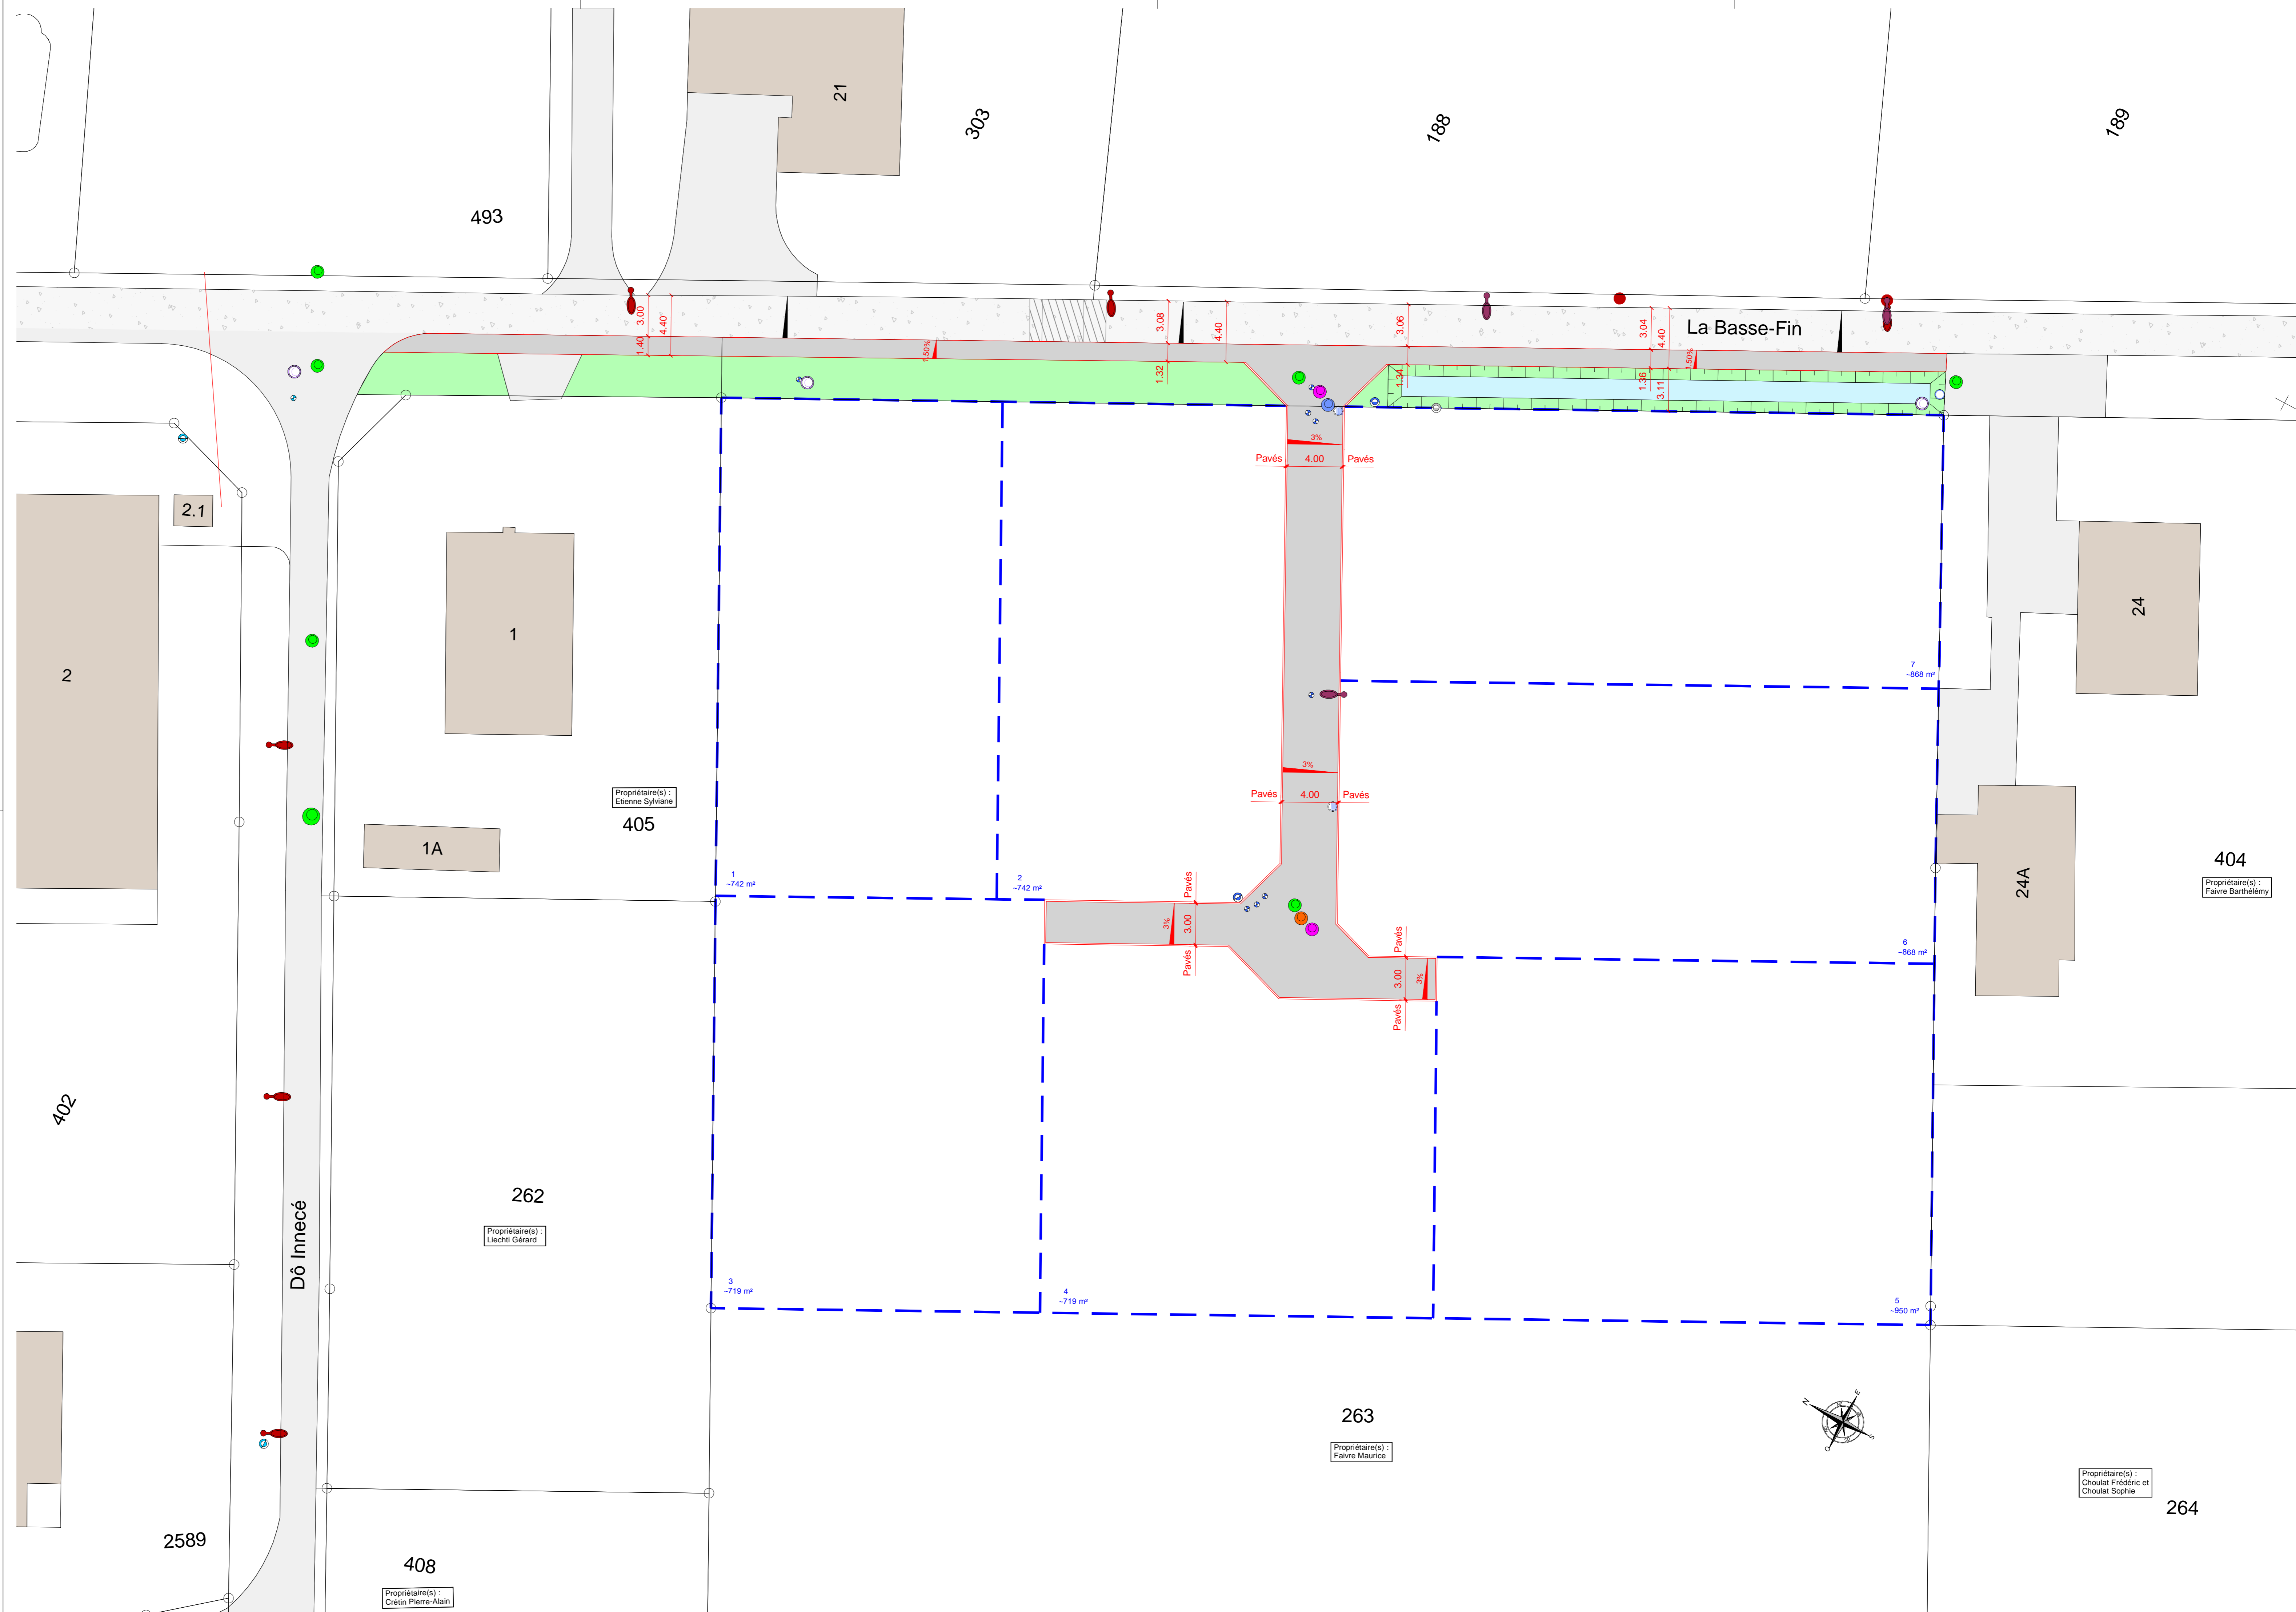 21
303
188
189
493
3.00
4.40
1.40
1.50%
3.08
4.40
1.32
3.06
1.34
3.04
4.40
1.36
3.11
1.50%
La Basse-Fin
3%
Pavés
4.00
Pavés
2.1
2
1
24
7
~868 m²
3%
Pavés
4.00
Pavés
Propriétaire(s) :
Etienne Sylviane
405
1A
1
~742 m²
2
~742 m²
Pavés
3.00
3%
Pavés
24A
404
Propriétaire(s) :
Faivre Barthélémy
6
~868 m²
Pavés
3.00
3%
Pavés
402
262
Propriétaire(s) :
Liechti Gérard
Dô Innecé
3
~719 m²
4
~719 m²
5
~950 m²
263
Propriétaire(s) :
Faivre Maurice
N
E
S
O
Propriétaire(s) :
Choulat Frédéric et
Choulat Sophie
264
2589
408
Propriétaire(s) :
Crétin Pierre-Alain